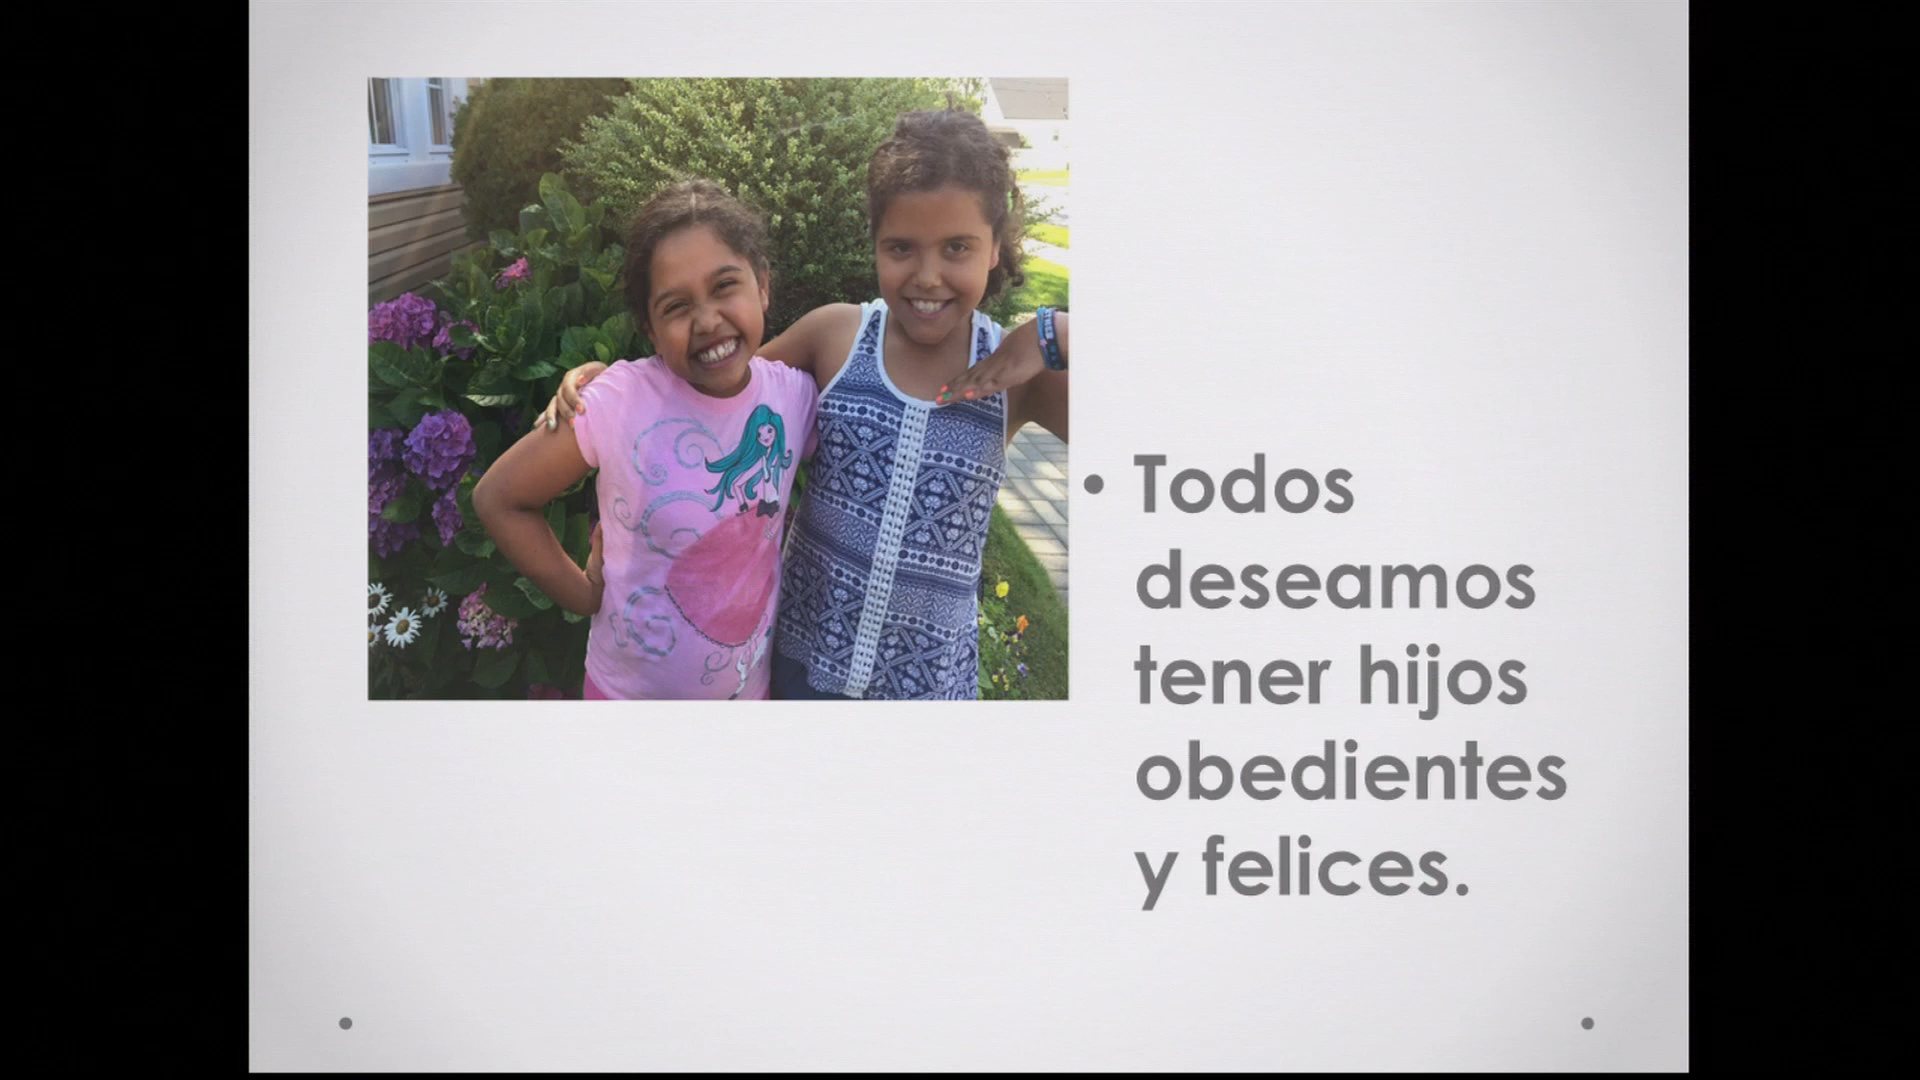 • Todos
deseamos
tener hijos
obedientes
y felices.